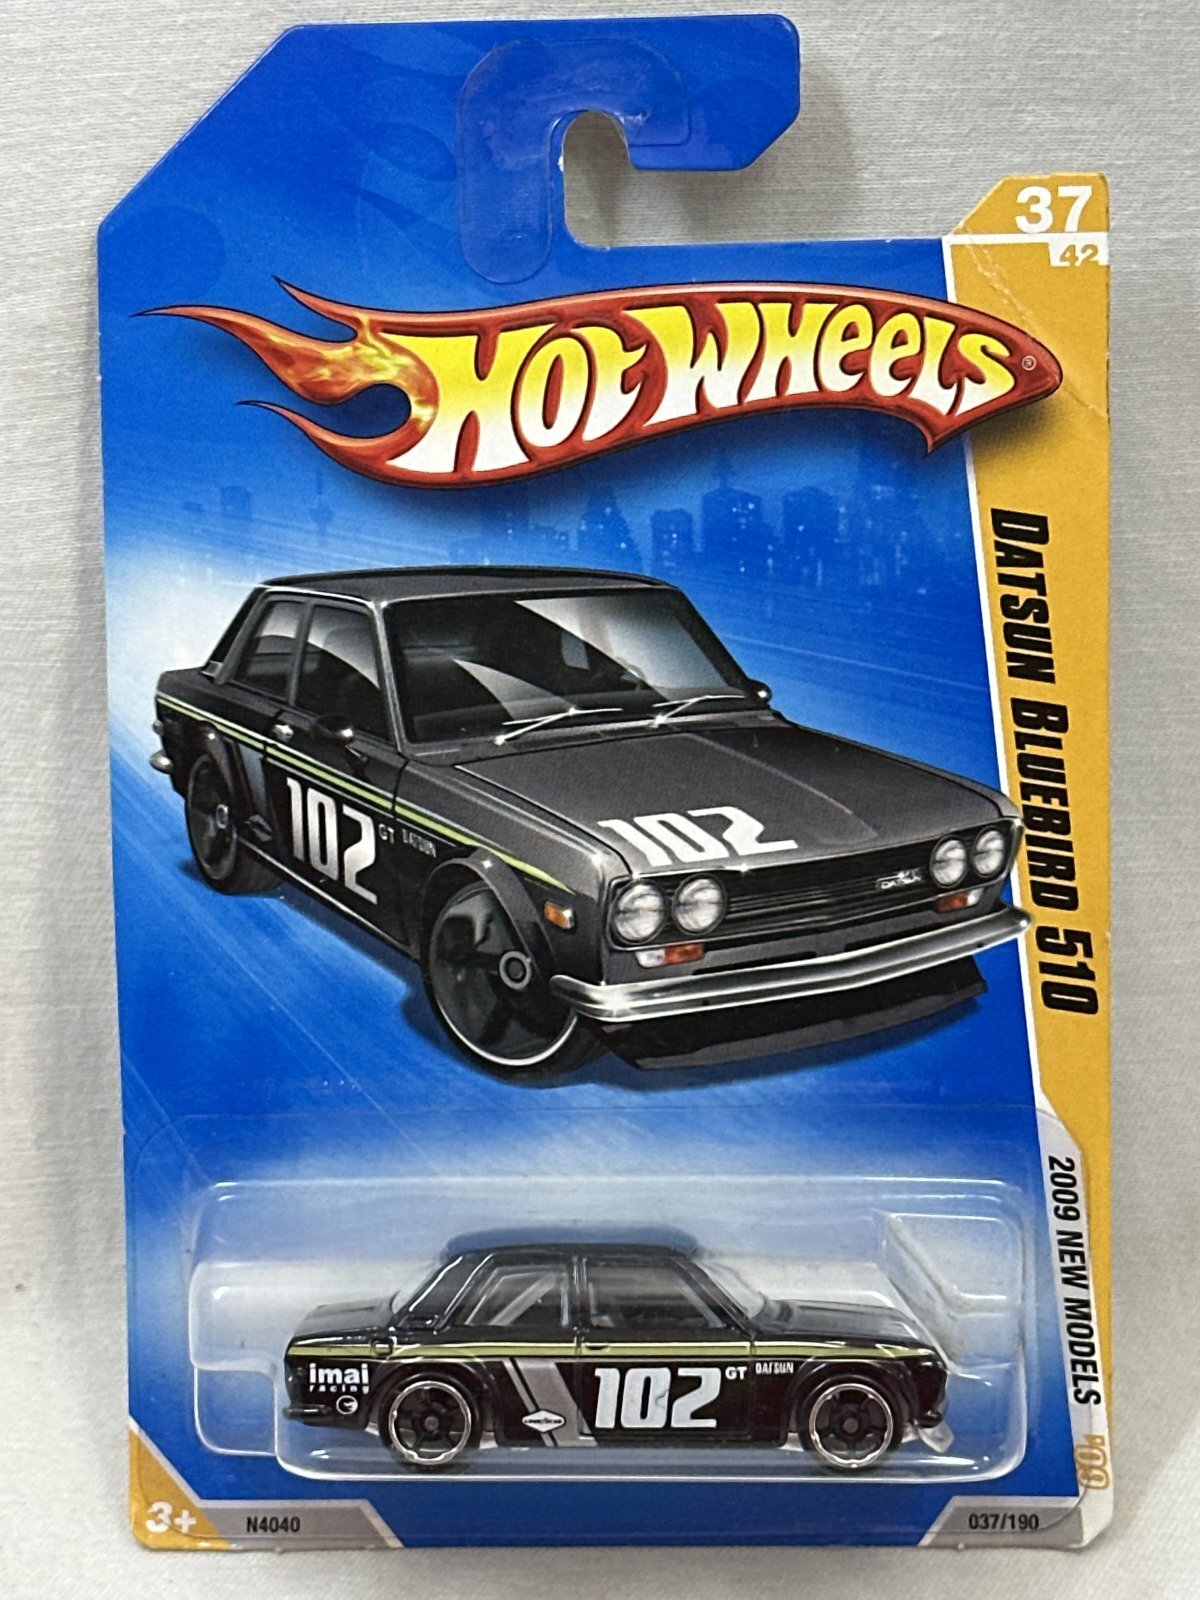 37
42
HOT WHEELS®
DATSUN BLUEBIRD 510
102
102
GT DATSUN
2009 NEW MODELS
'09
imai
racing
102
GT DATSUN
3+
N4040
037/190